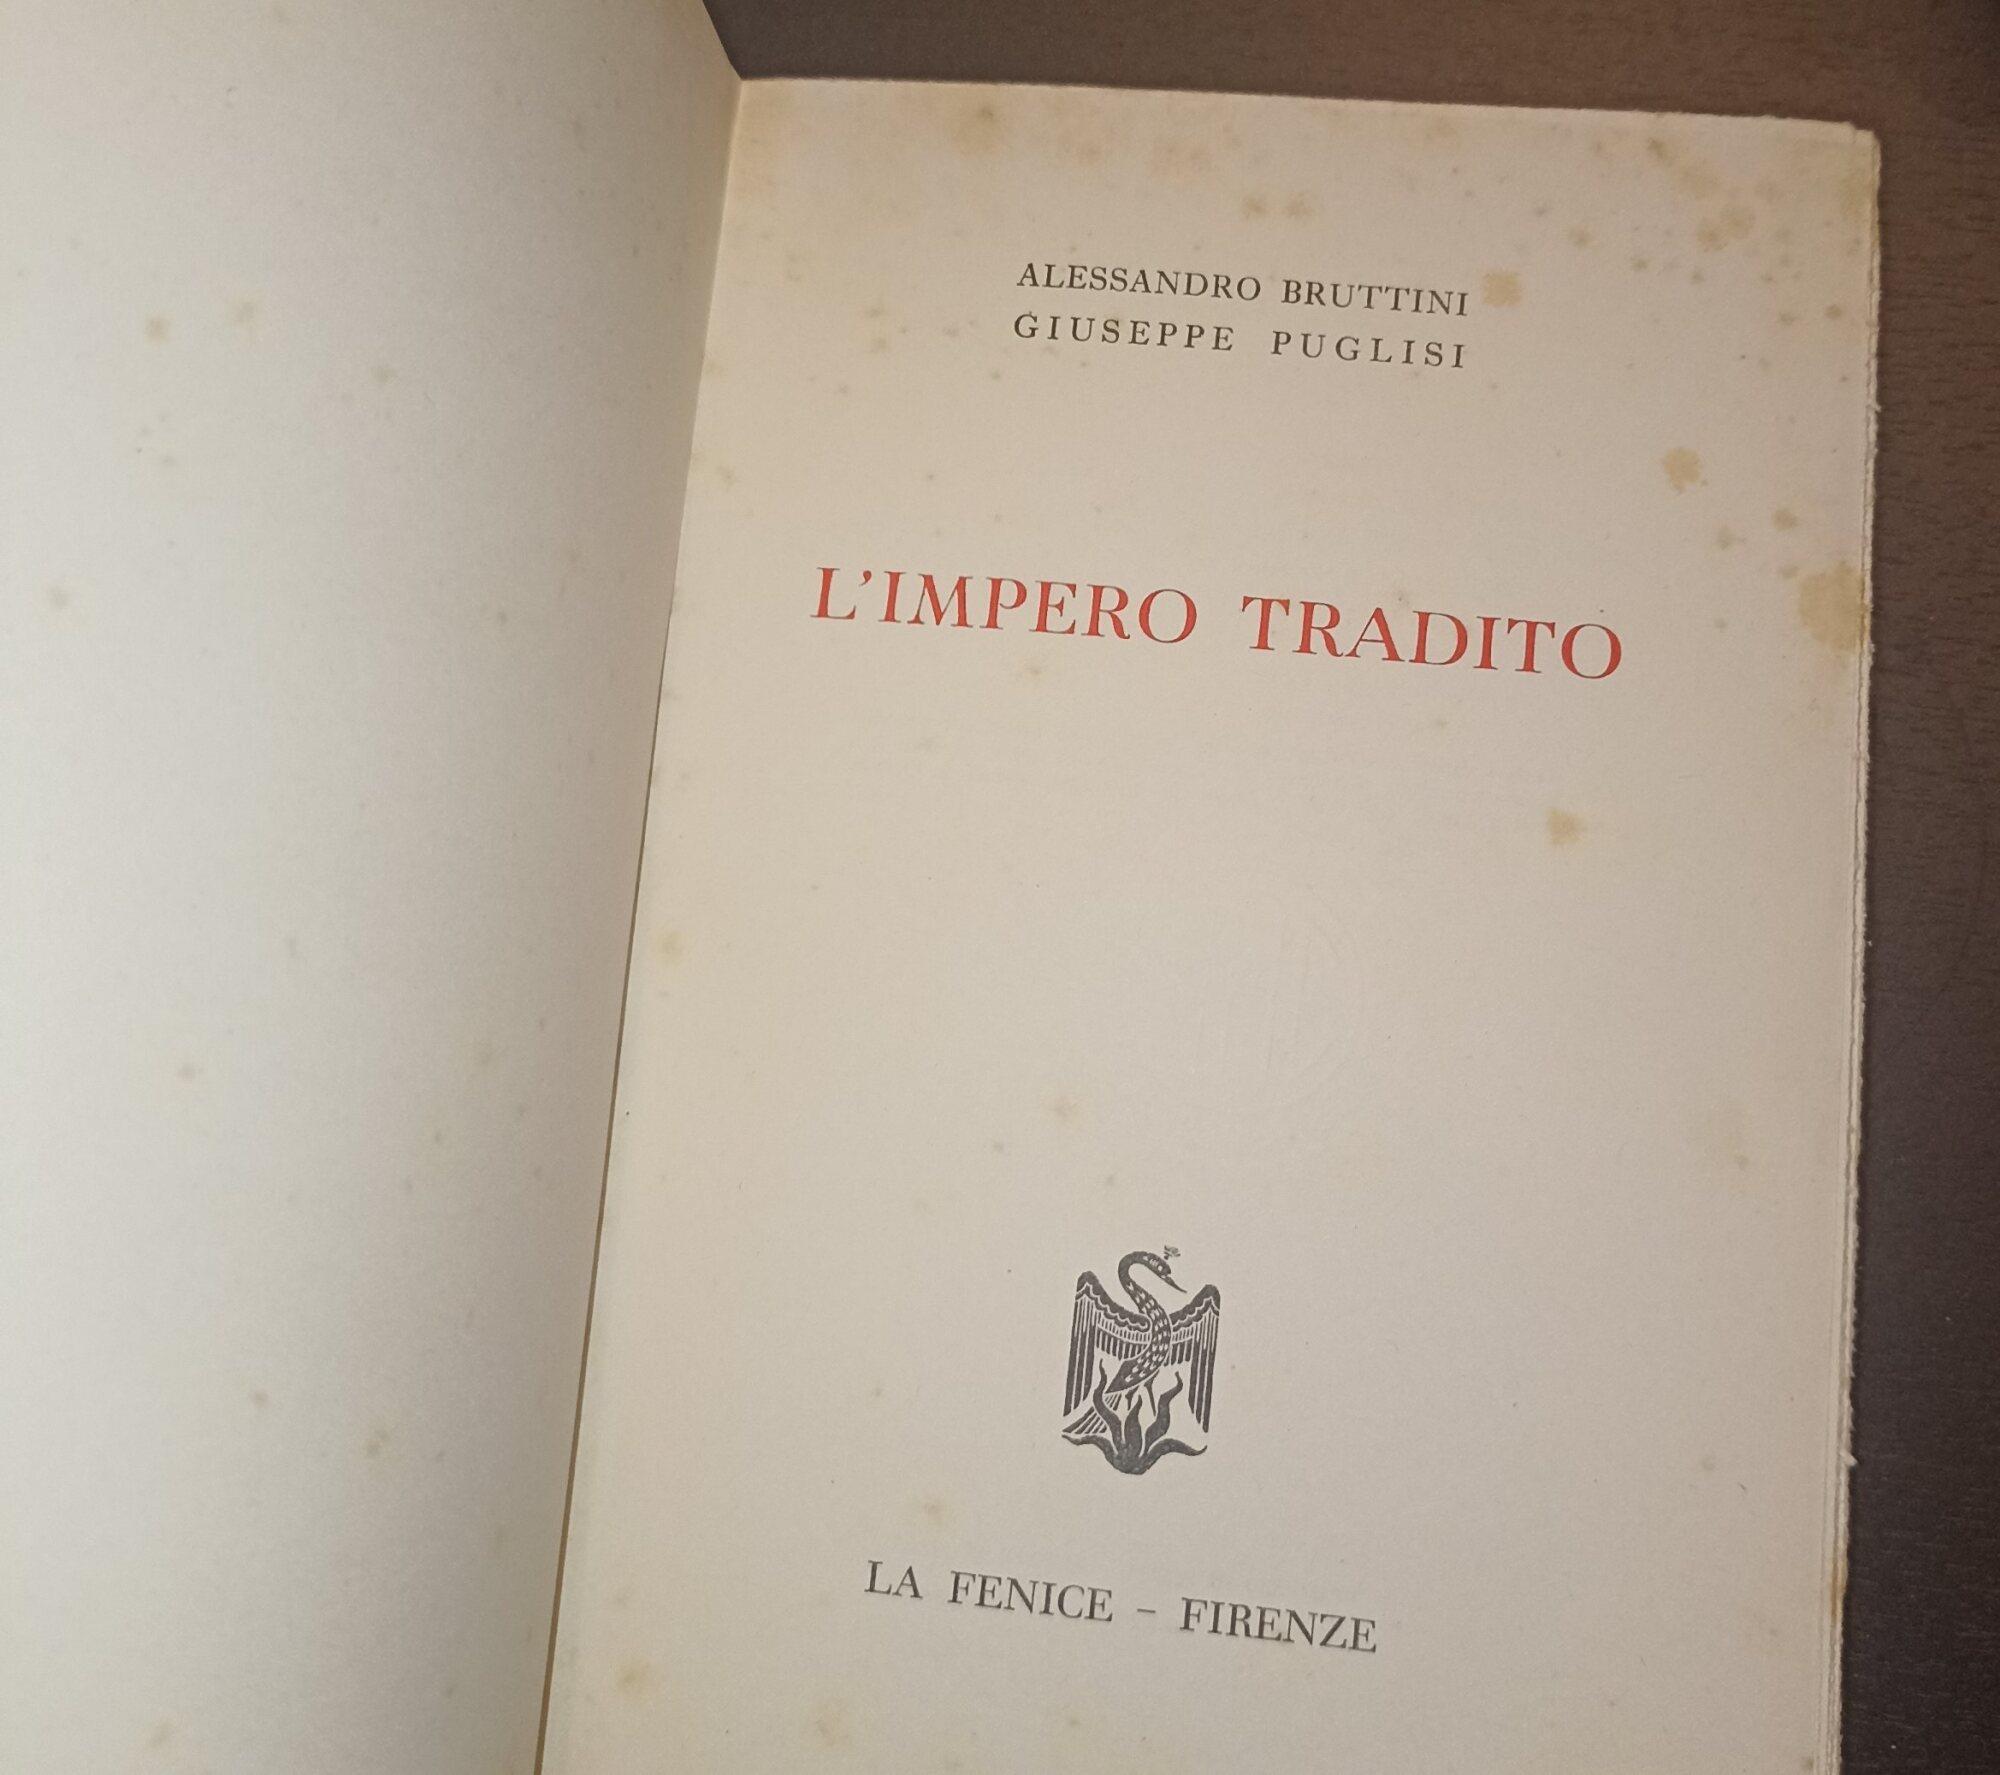 ALESSANDRO BRUTTINI
GIUSEPPE PUGLISI
L'IMPERO TRADITO
LA FENICE - FIRENZE